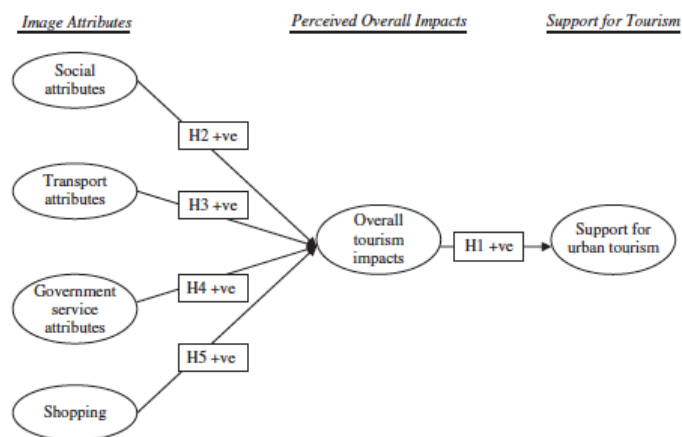 Image Attributes
Perceived Overall Impacts
Support for Tourism
Social
attributes
H2 +ve
Transport
attributes
H3 +ve
Overall
tourism
impacts
H1 +ve
Support for
urban tourism
Government
service
attributes
H4 +ve
H5 +ve
Shopping